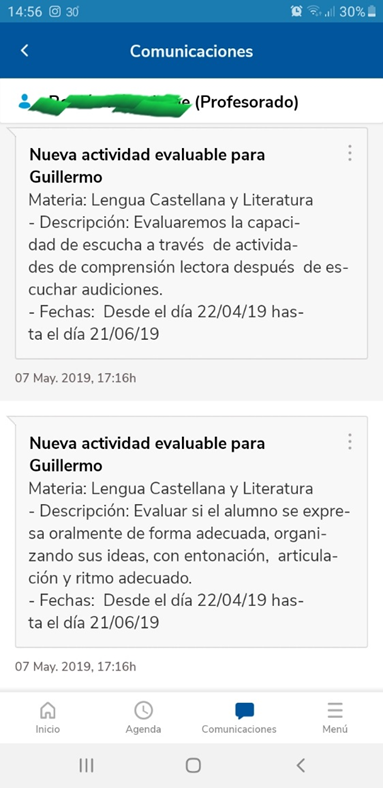 14:56 30' 30%
Comunicaciones
(Profesorado)
Nueva actividad evaluable para
Guillermo
Materia: Lengua Castellana y Literatura
- Descripción: Evaluaremos la capaci-
dad de escucha a través de activida-
des de comprensión lectora después de es-
cuchar audiciones.
- Fechas: Desde el día 22/04/19 has-
ta el día 21/06/19
07 May. 2019, 17:16h
Nueva actividad evaluable para
Guillermo
Materia: Lengua Castellana y Literatura
- Descripción: Evaluar si el alumno se expre-
sa oralmente de forma adecuada, organi-
zando sus ideas, con entonación, articula-
ción y ritmo adecuado.
- Fechas: Desde el día 22/04/19 has-
ta el día 21/06/19
07 May. 2019, 17:16h
Inicio Agenda Comunicaciones Menú